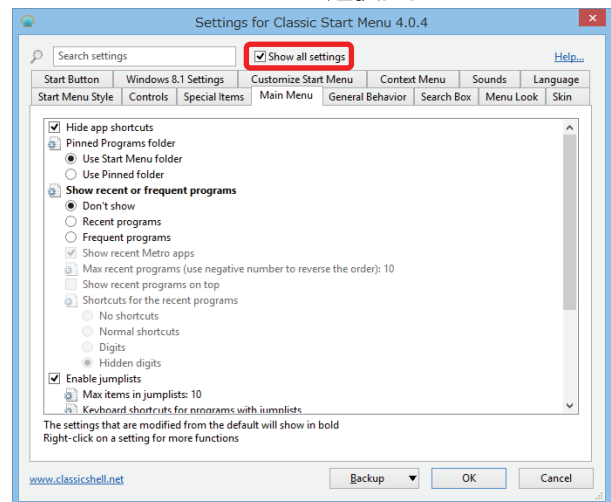 Settings for Classic Start Menu 4.0.4
Search settings
Show all settings
Help...
Start Button
Windows 8.1 Settings
Customize Start Menu
Context Menu
Sounds
Language
Start Menu Style
Controls
Special Items
Main Menu
General Behavior
Search Box
Menu Look
Skin
Hide app shortcuts
Pinned Programs folder
Use Start Menu folder
Use Pinned folder
Show recent or frequent programs
Don't show
Recent programs
Frequent programs
Show recent Metro apps
Max recent programs (use negative number to reverse the order): 10
Show recent programs on top
Shortcuts for the recent programs
No shortcuts
Normal shortcuts
Digits
Hidden digits
Enable jumplists
Max items in jumplists: 10
Keyboard shortcuts for programs with jumplists
The settings that are modified from the default will show in bold
Right-click on a setting for more functions
www.classicshell.net
Backup
OK
Cancel